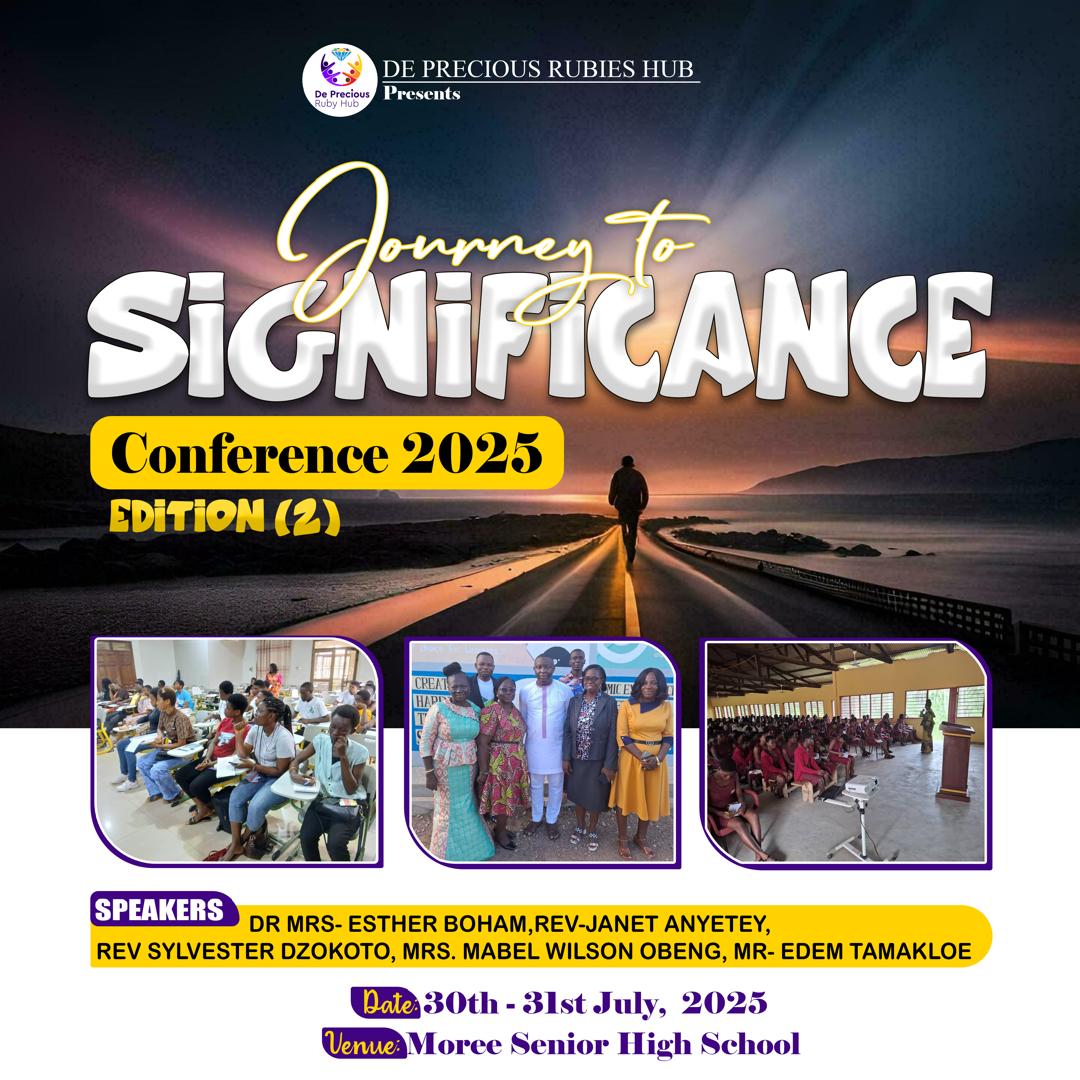 De Precious
Ruby Hub
DE PRECIOUS RUBIES HUB
Presents
Journey to
SiGNiFiCANCE
Conference 2025
EDiTiON (2)
CREAT
SPEAKERS
DR MRS- ESTHER BOHAM,REV-JANET ANYETEY,
REV SYLVESTER DZOKOTO, MRS. MABEL WILSON OBENG, MR- EDEM TAMAKLOE
Date: 30th - 31st July, 2025
Venue: Moree Senior High School